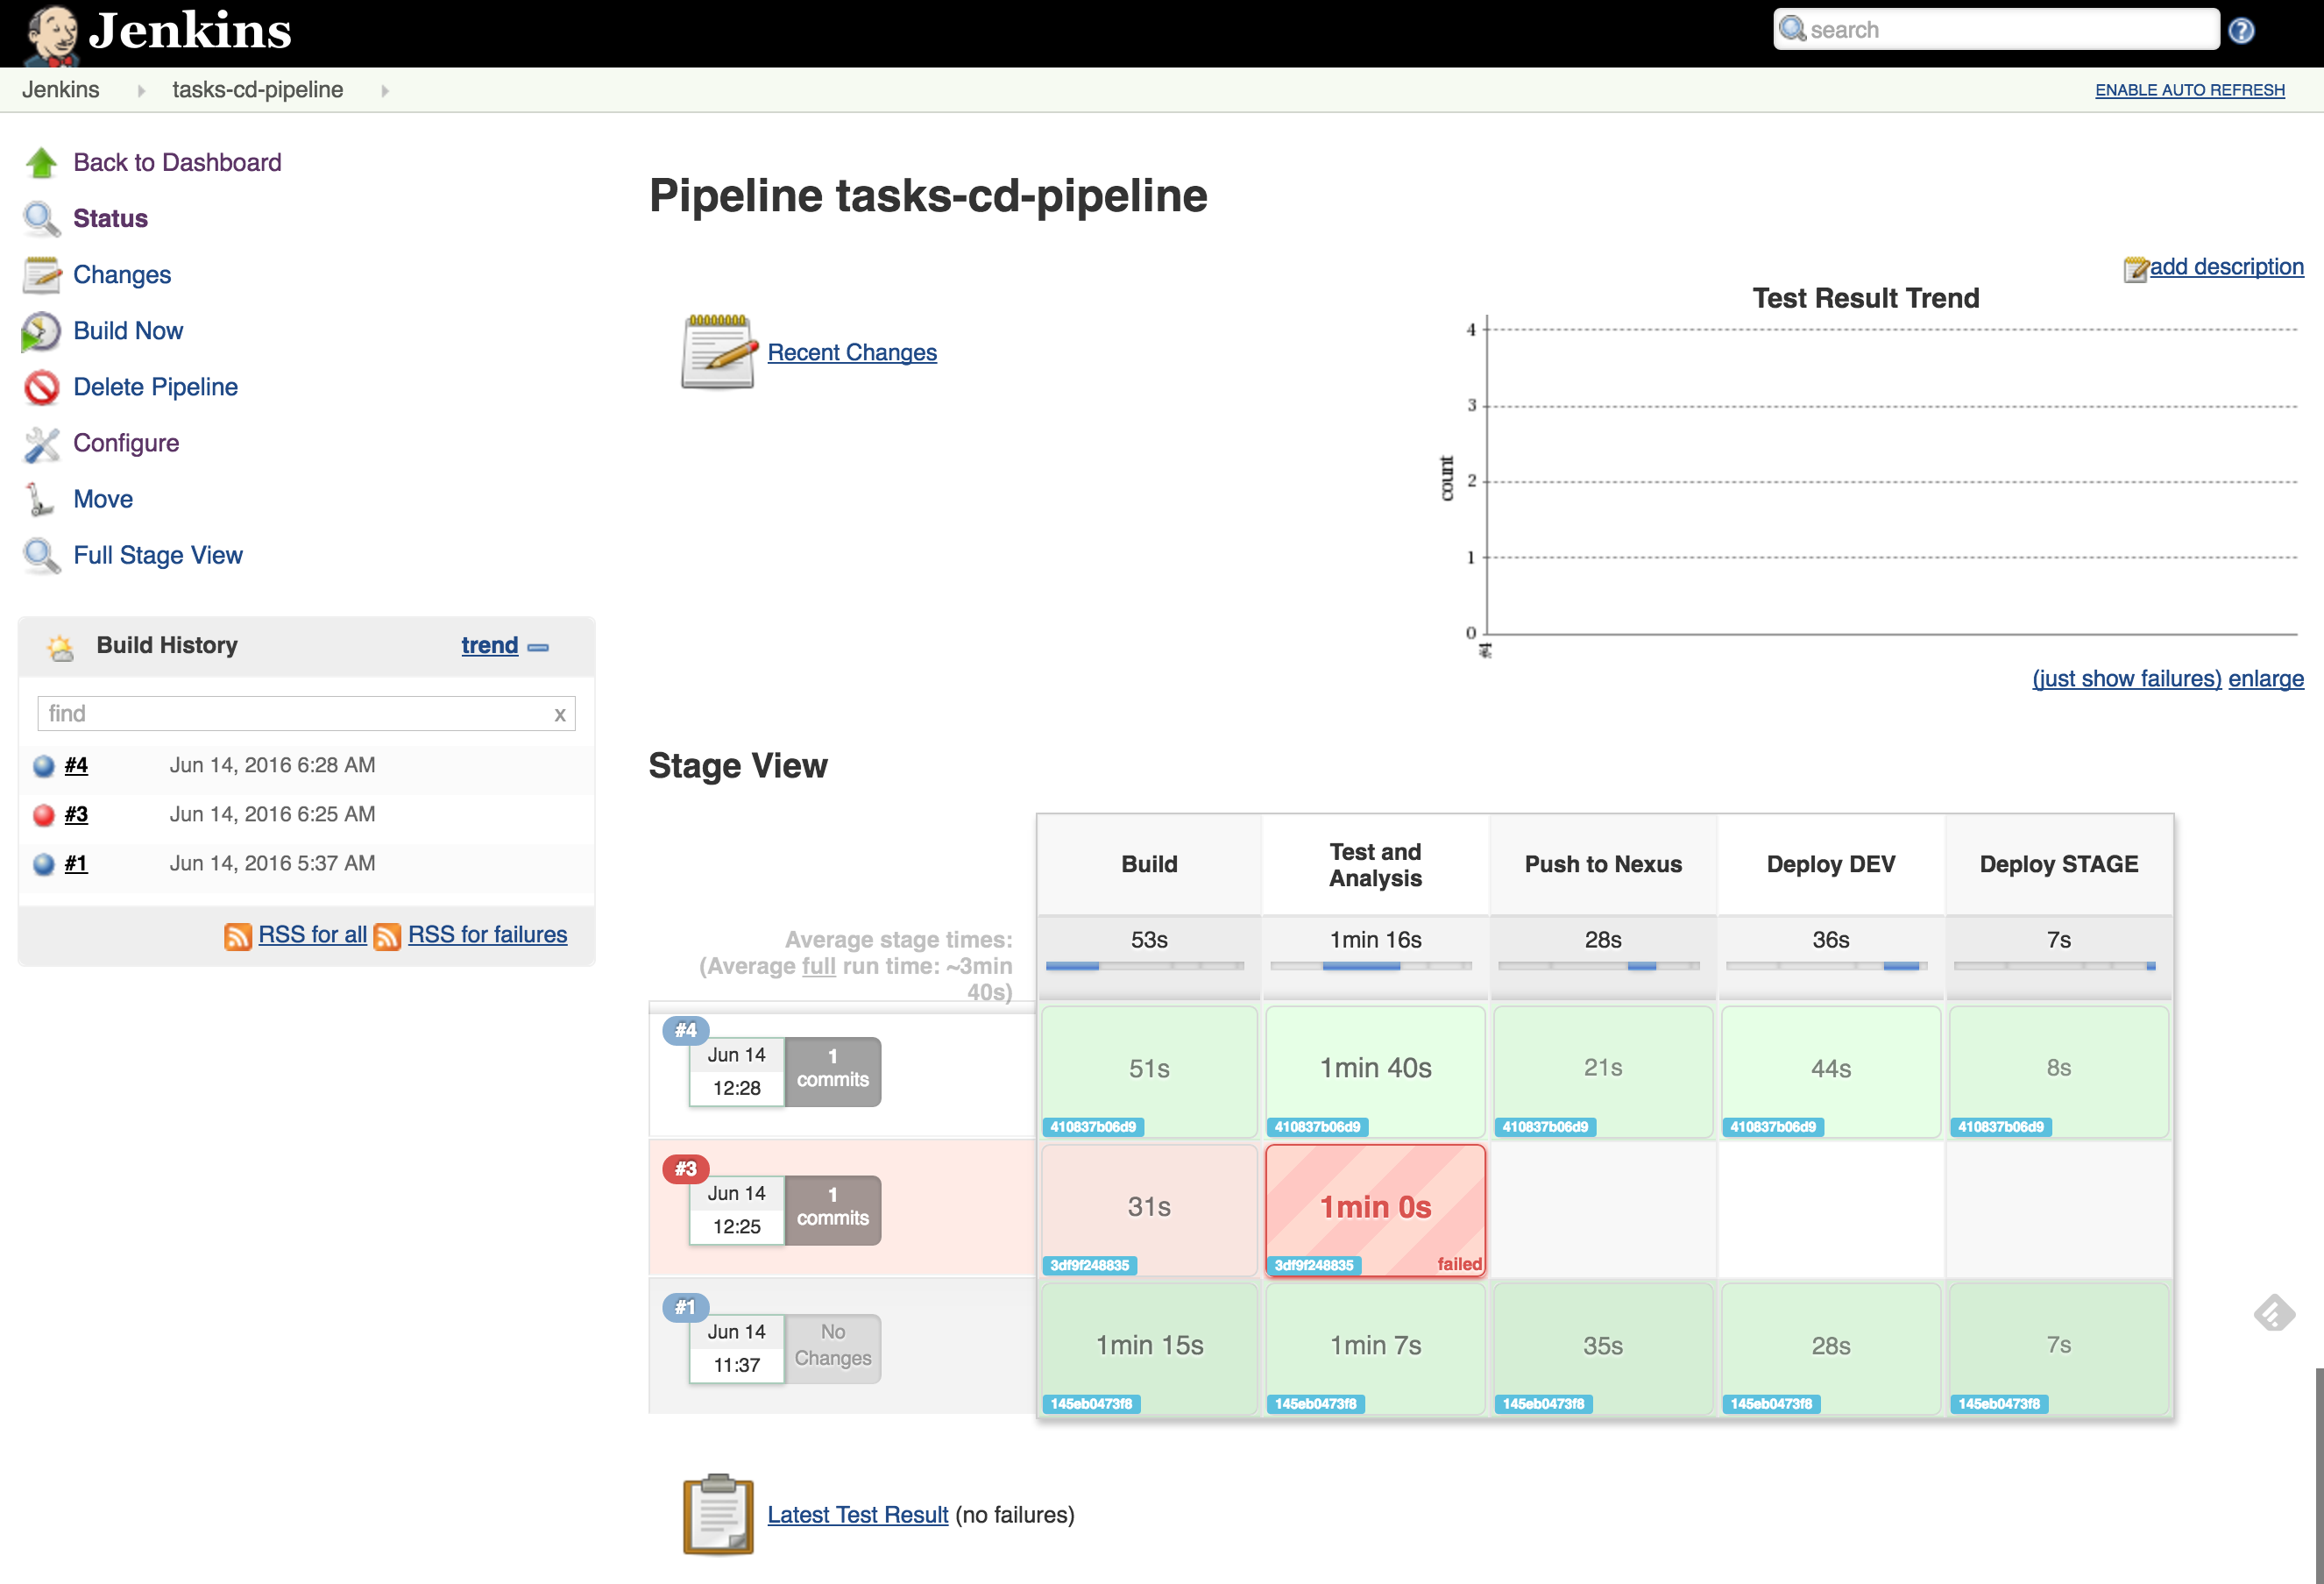 Jenkins
search
Jenkins
tasks-cd-pipeline
ENABLE AUTO REFRESH
Back to Dashboard
Status
Changes
Build Now
Delete Pipeline
Configure
Move
Full Stage View
Build History
trend
find
x
#4 Jun 14, 2016 6:28 AM
#3 Jun 14, 2016 6:25 AM
#1 Jun 14, 2016 5:37 AM
RSS for all RSS for failures
Pipeline tasks-cd-pipeline
add description
Recent Changes
Test Result Trend
4
3
2
1
0
count
(just show failures) enlarge
Stage View
Build
Test and
Analysis
Push to Nexus
Deploy DEV
Deploy STAGE
Average stage times:
(Average full run time: ~3min
40s)
53s
1min 16s
28s
36s
7s
#4
Jun 14
12:28
1
commits
51s
1min 40s
21s
44s
8s
410837b06d9
410837b06d9
410837b06d9
410837b06d9
410837b06d9
#3
Jun 14
12:25
1
commits
31s
1min 0s
3df9f248835
3df9f248835
failed
#1
Jun 14
11:37
No
Changes
1min 15s
1min 7s
35s
28s
7s
145eb0473f8
145eb0473f8
145eb0473f8
145eb0473f8
145eb0473f8
Latest Test Result (no failures)